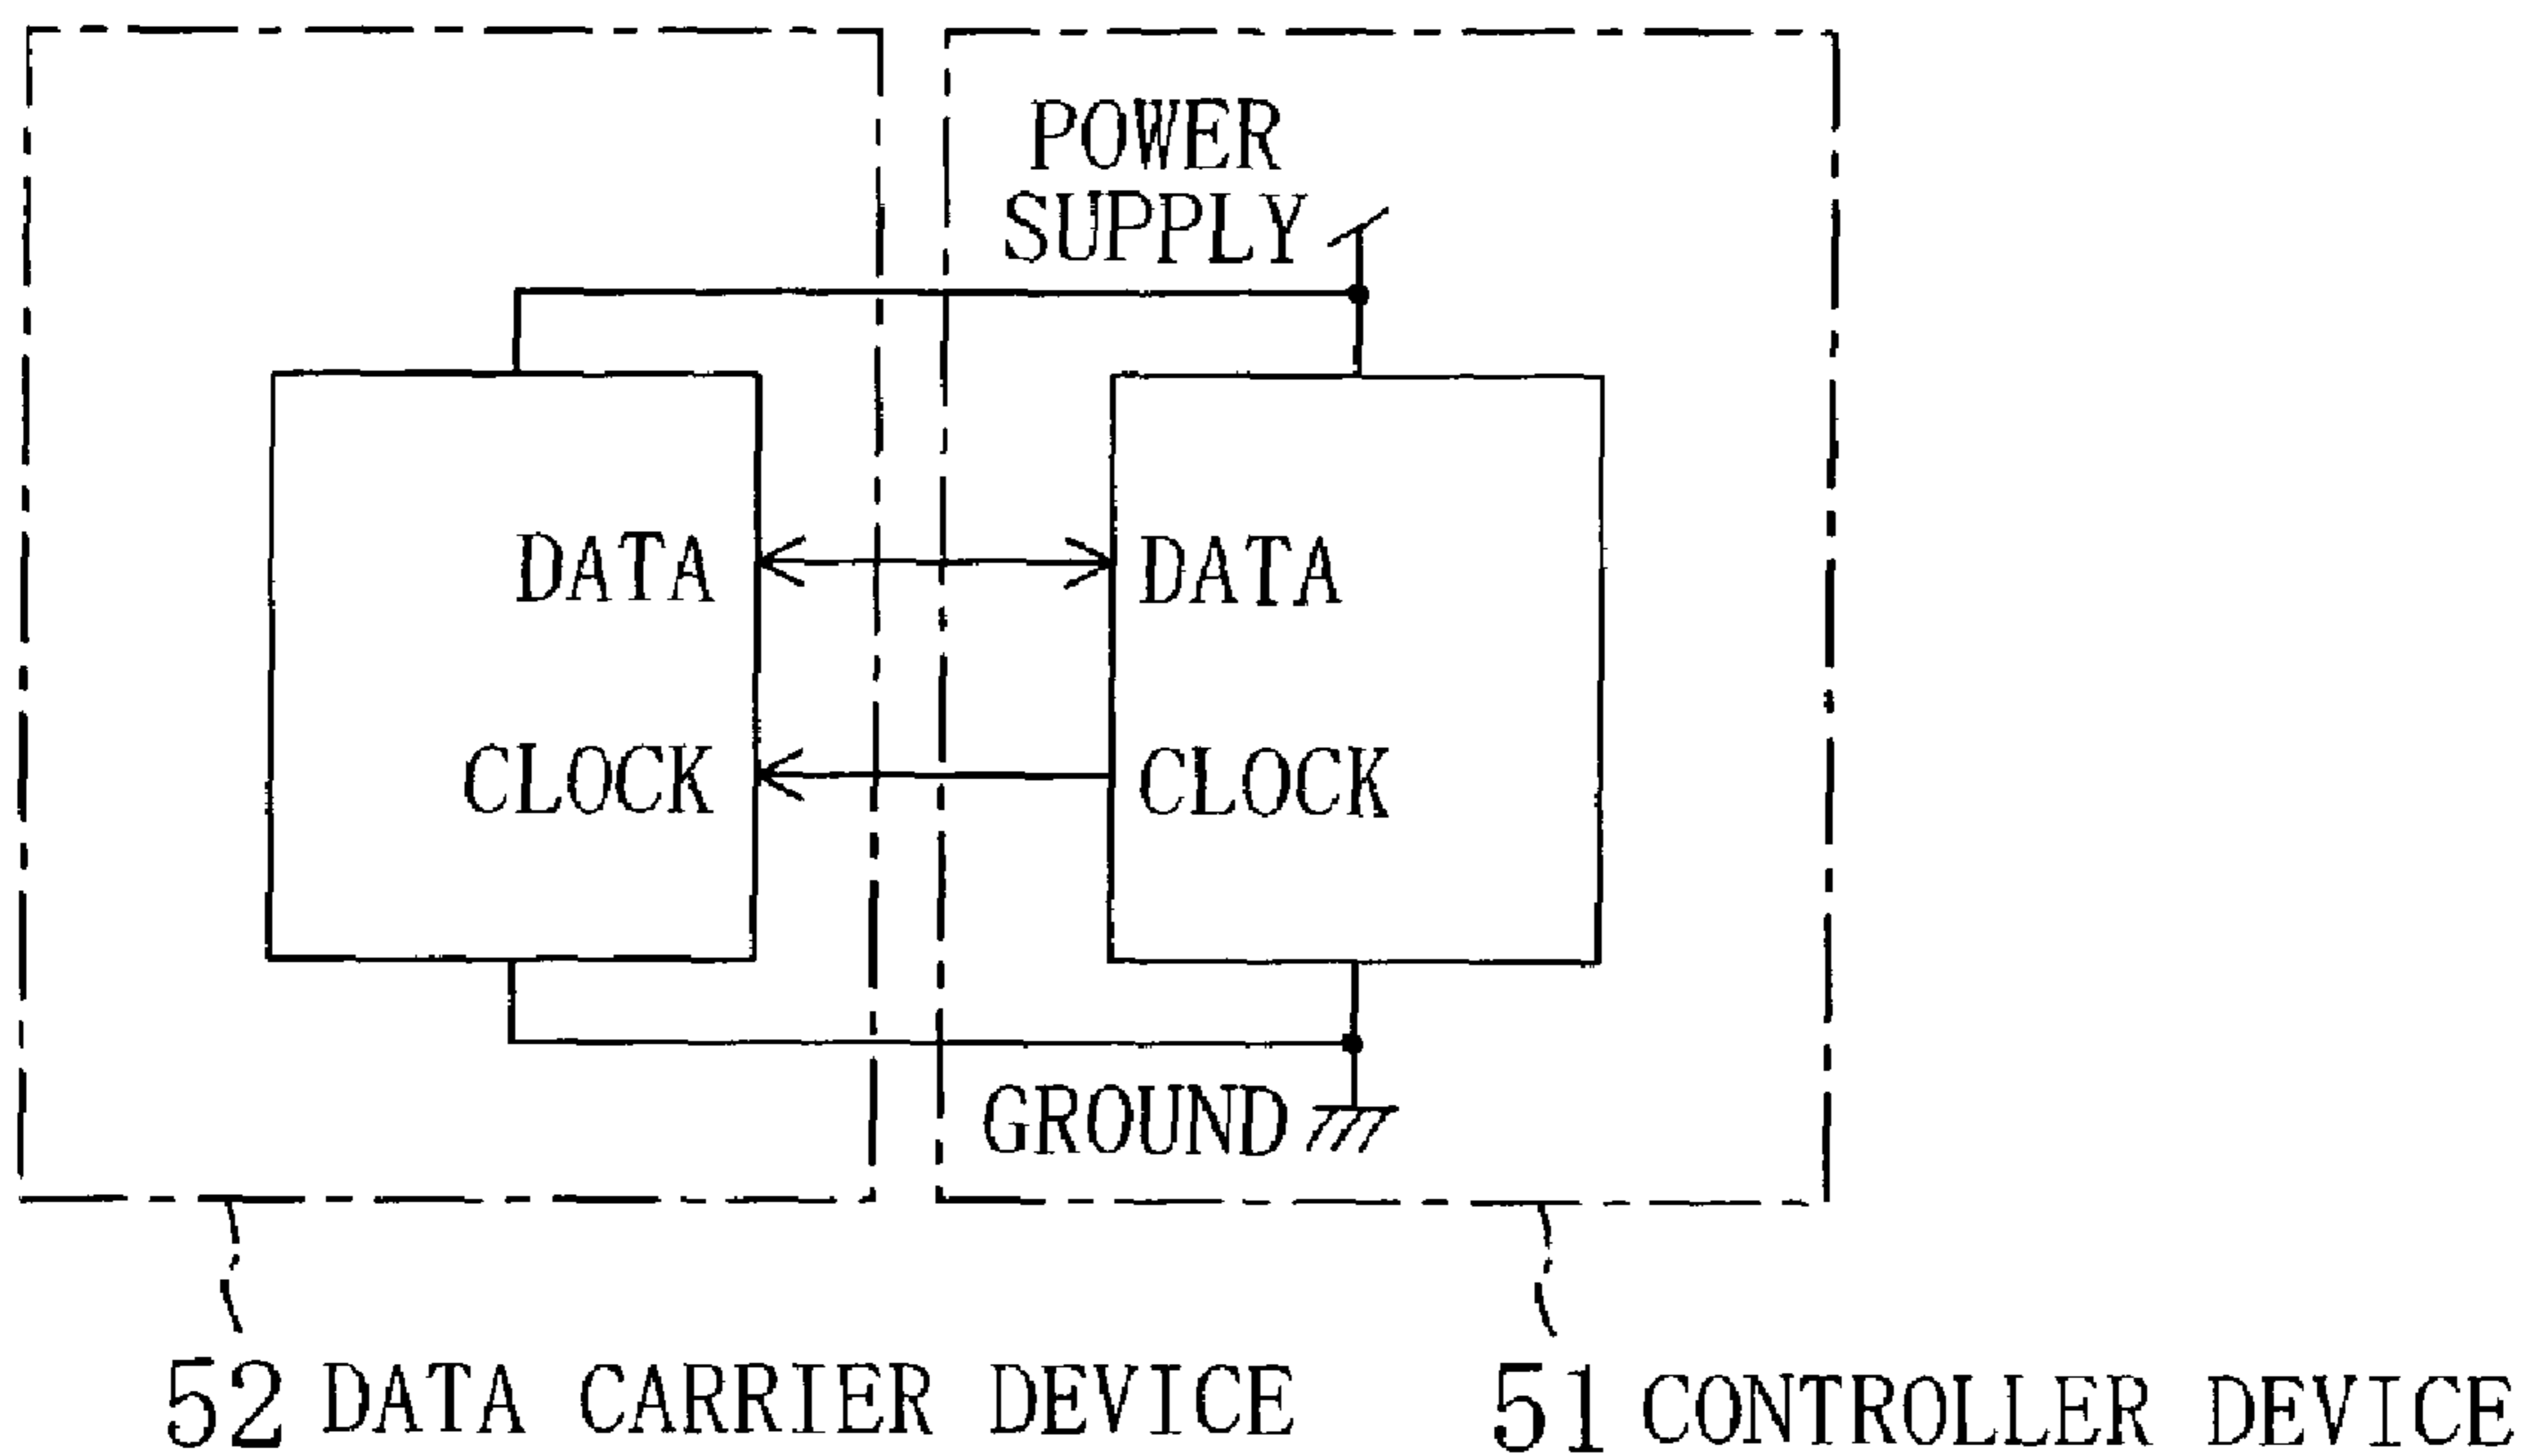 POWER
SUPPLY
DATA DATA
CLOCK CLOCK
GROUND
52 DATA CARRIER DEVICE 51 CONTROLLER DEVICE